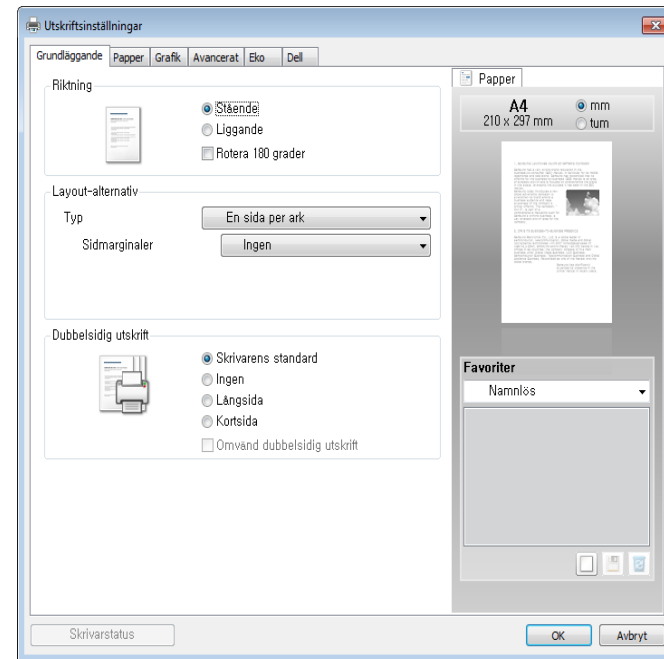 Utskriftsinställningar
Grundläggande Papper Grafik Avancerat Eko Dell
Riktning
Stående
Liggande
Rotera 180 grader
Layout-alternativ
Typ En sida per ark
Sidmarginaler Ingen
Dubbelsidig utskrift
Skrivarens standard
Ingen
Långsida
Kortsida
Omvänd dubbelsidig utskrift
Papper
A4
210 x 297 mm
mm
tum
Favoriter
Namnlös
Skrivarstatus
OK Avbryt